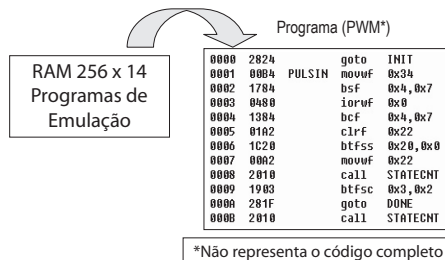 Programa (PWM*)
RAM 256 x 14
Programas de
Emulação
0000 2824 goto INIT
0001 00B4 PULSIN movwf 0x34
0002 1784 bsf 0x4,0x7
0003 0480 iorwf 0x0
0004 1384 bcf 0x4,0x7
0005 01A2 clrf 0x22
0006 1C20 btfss 0x20,0x0
0007 00A2 movwf 0x22
0008 2010 call STATECNT
0009 1903 btfsc 0x3,0x2
000A 281F goto DONE
000B 2010 call STATECNT
*Não representa o código completo